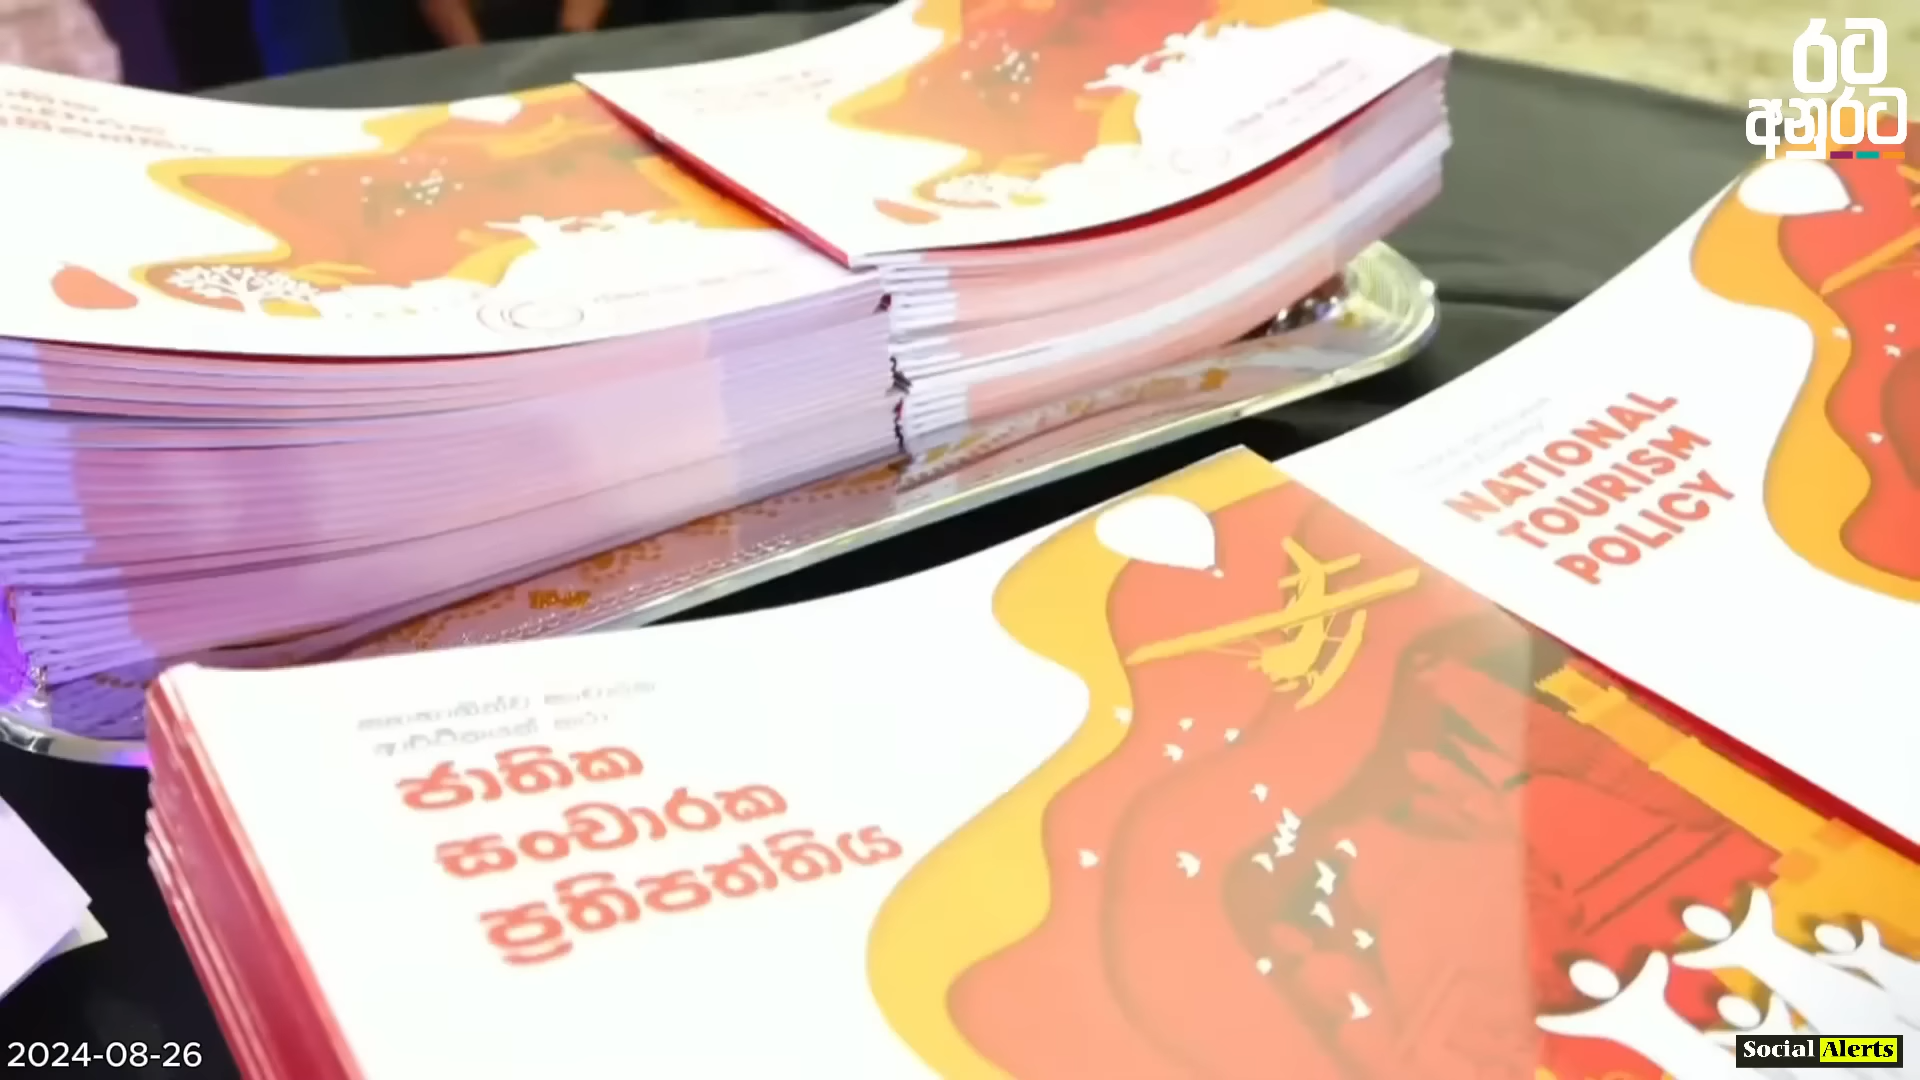 රට
අනුරට
NATIONAL
TOURISM
POLICY
ජාතික
සංචාරක
ප්‍රතිපත්තිය
2024-08-26
Social Alerts